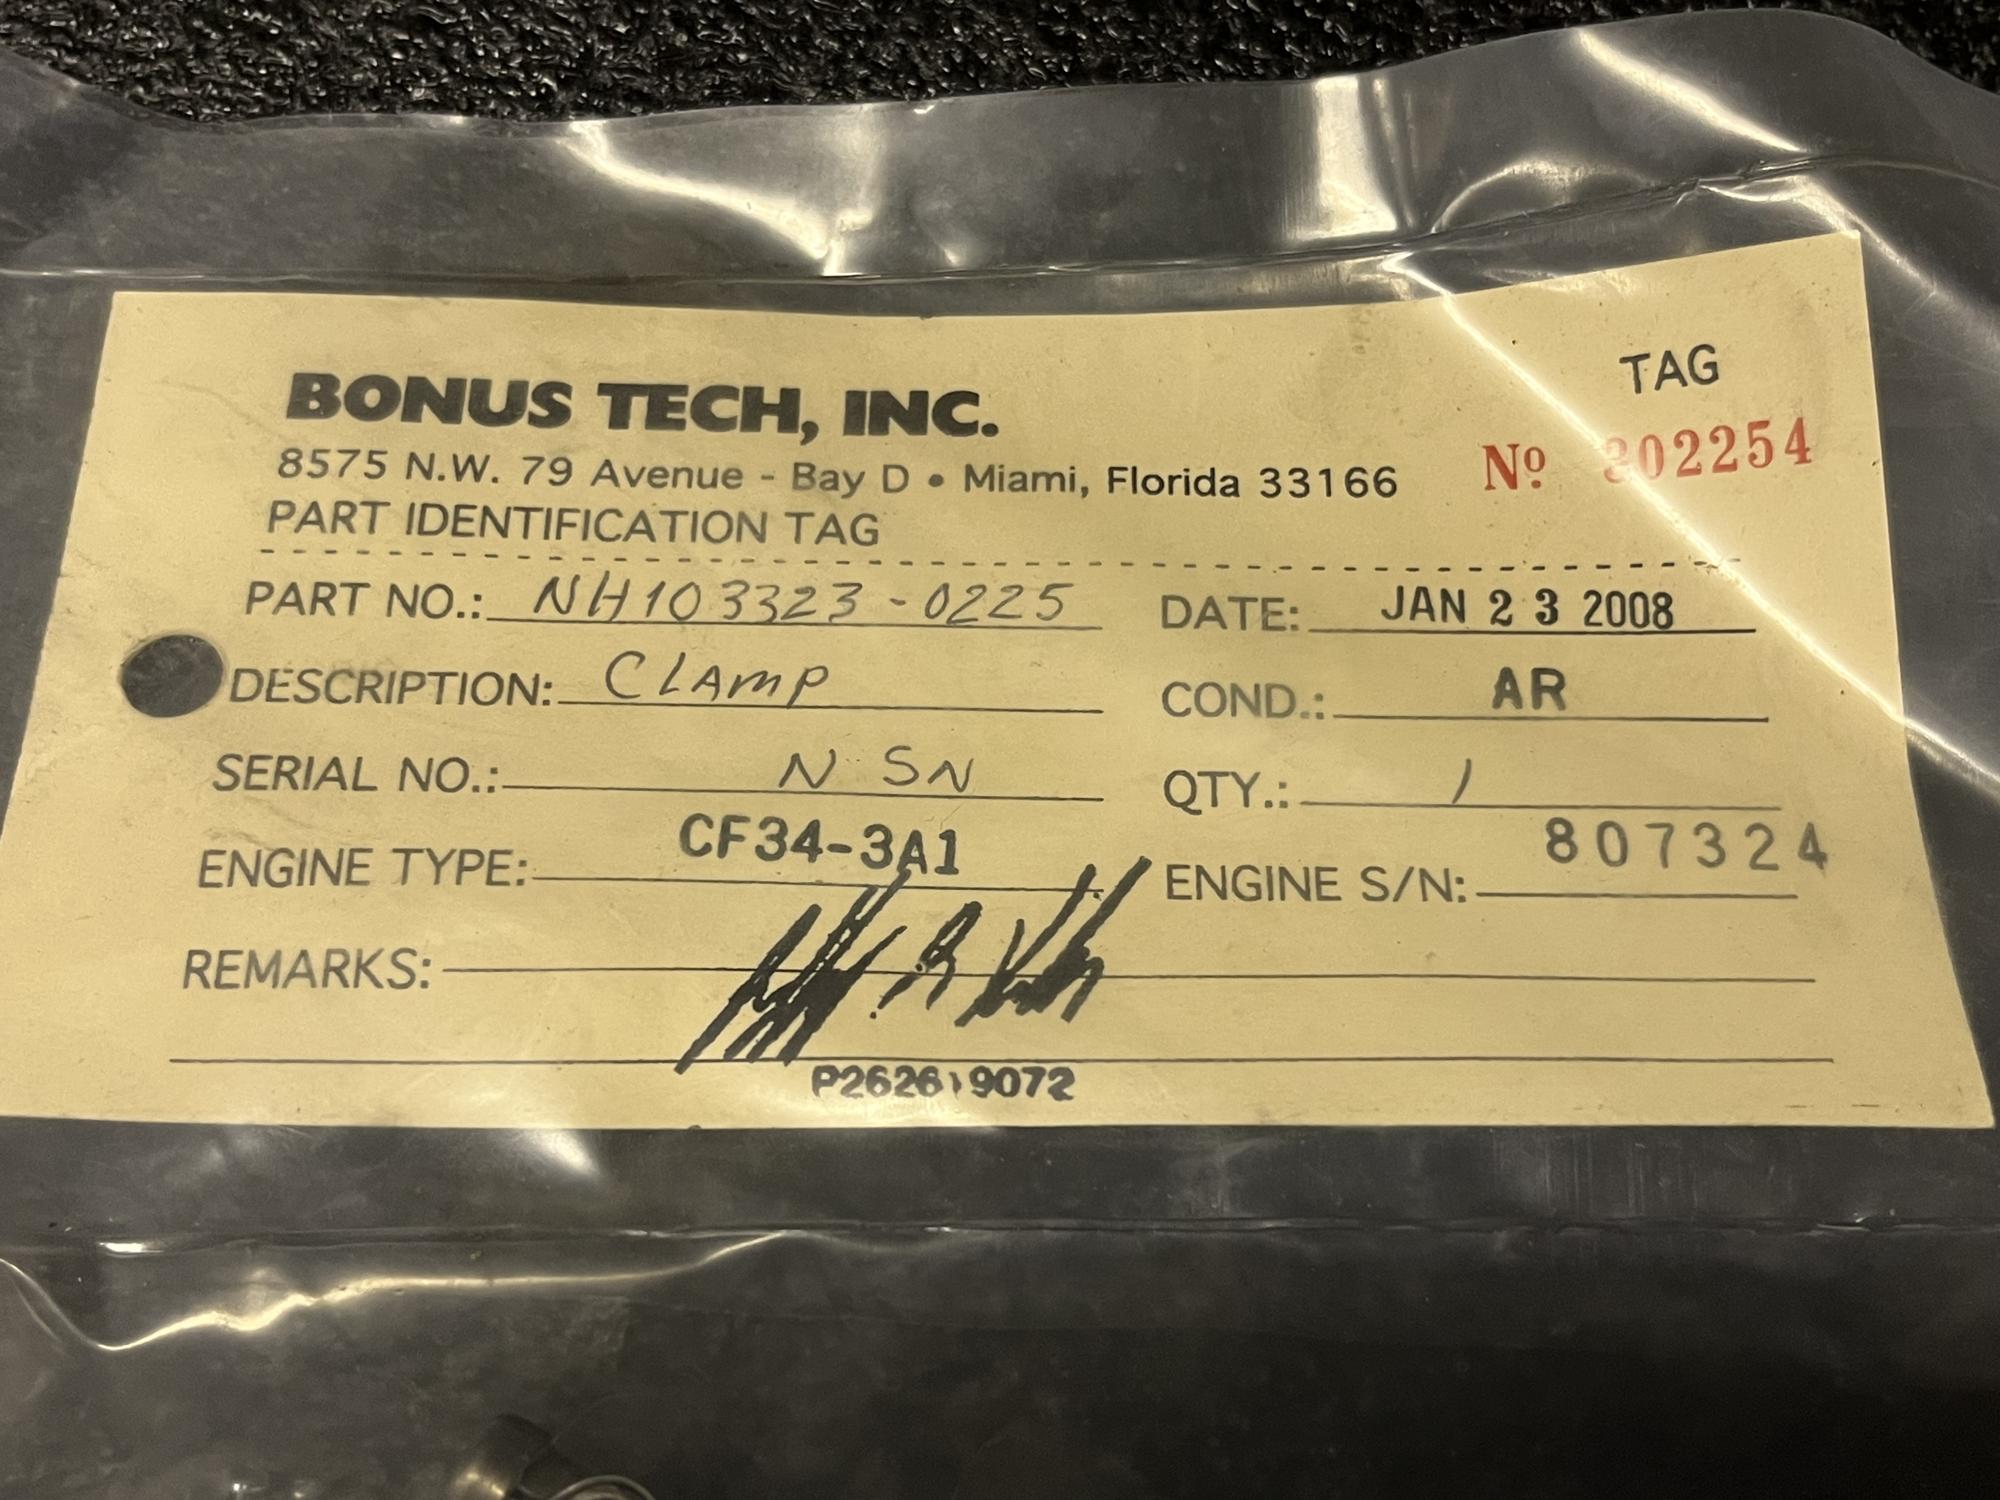 BONUS TECH, INC.
TAG
8575 N.W. 79 Avenue - Bay D • Miami, Florida 33166
Nº 302254
PART IDENTIFICATION TAG
PART NO.: NH103323-0225 DATE: JAN 23 2008
DESCRIPTION: CLAMP COND.: AR
SERIAL NO.: N SN QTY.: 1
ENGINE TYPE: CF34-3A1 ENGINE S/N: 807324
REMARKS: